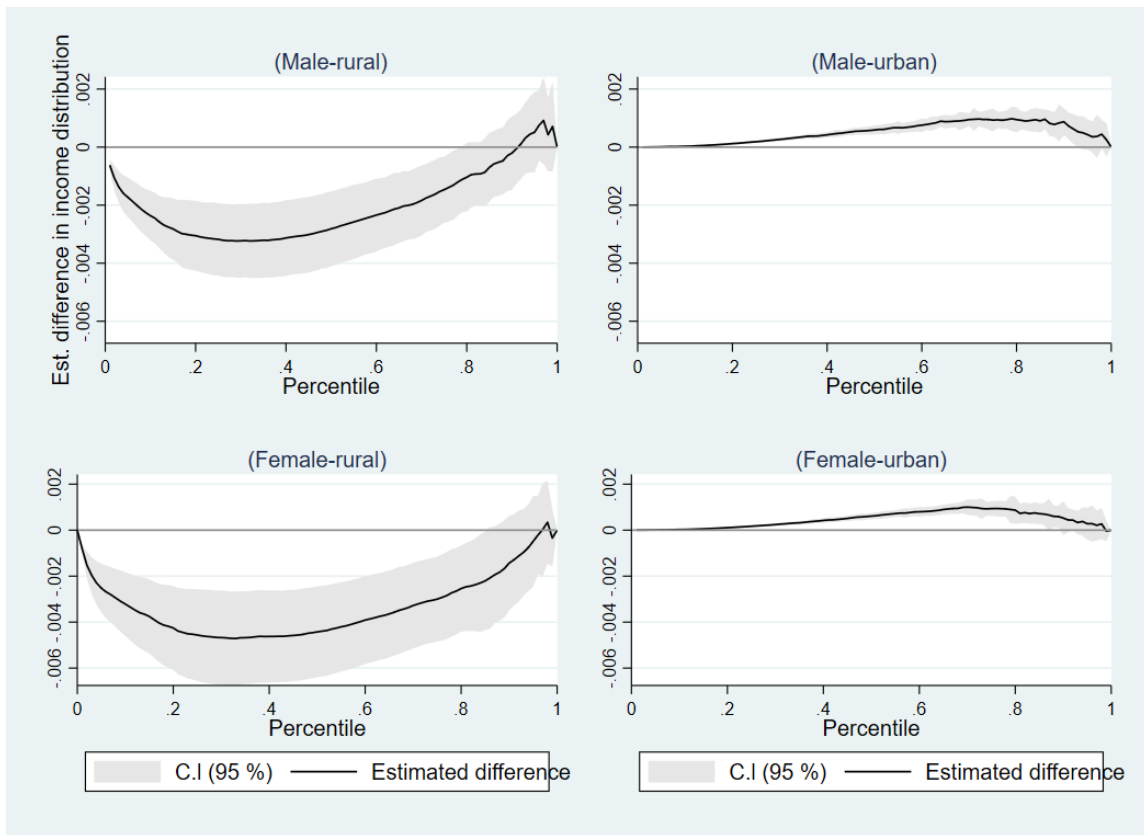 Est. difference in income distribution
(Male-rural)
.002
0
-.002
-.004
-.006
0 .2 .4 .6 .8 1
Percentile
(Male-urban)
.002
0
-.002
-.004
-.006
0 .2 .4 .6 .8 1
Percentile
(Female-rural)
.002
0
-.002
-.004
-.006
0 .2 .4 .6 .8 1
Percentile
C.I (95 %) Estimated difference
(Female-urban)
.002
0
-.002
-.004
-.006
0 .2 .4 .6 .8 1
Percentile
C.I (95 %) Estimated difference